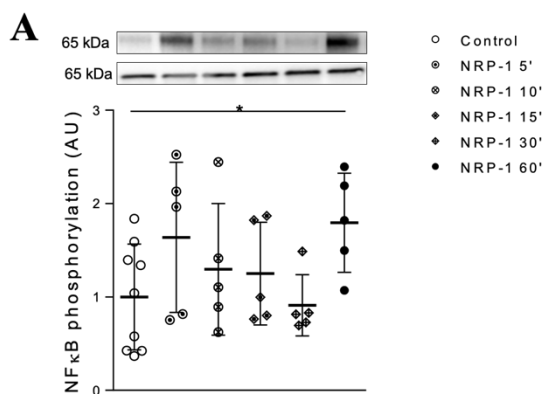 A
65 kDa
65 kDa
NFκB phosphorylation (AU)
3
2
1
0
*
Control
NRP-1 5'
NRP-1 10'
NRP-1 15'
NRP-1 30'
NRP-1 60'